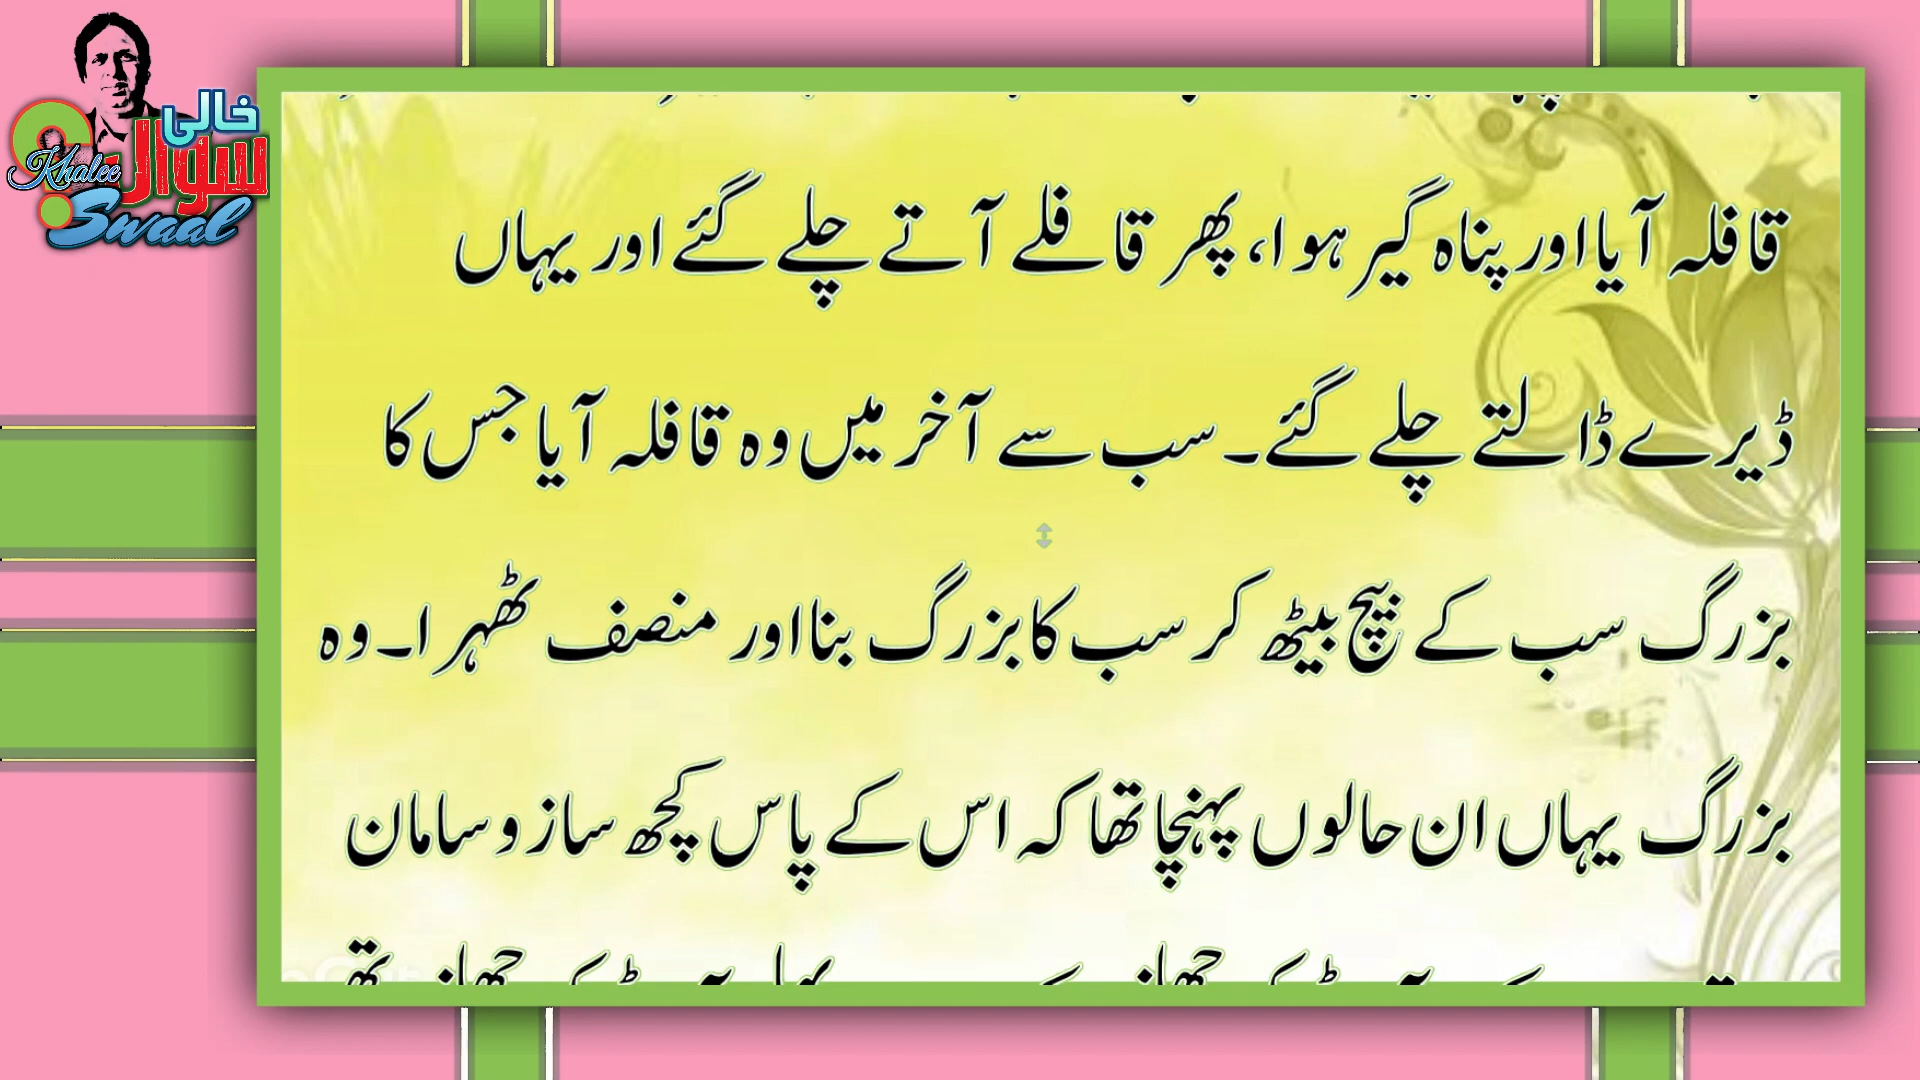 خالی
سوال
Khalee
Swaal
قافلہ آیا اور پناہ گیر ہوا، پھر قافلے آتے چلے گئے اور یہاں
ڈیرے ڈالتے چلے گئے۔ سب سے آخر میں وہ قافلہ آیا جس کا
بزرگ سب کے بیچ بیٹھ کر سب کا بزرگ بنا اور منصف ٹھہرا۔ وہ
بزرگ یہاں ان حالوں پہنچا تھا کہ اس کے پاس کچھ ساز و سامان